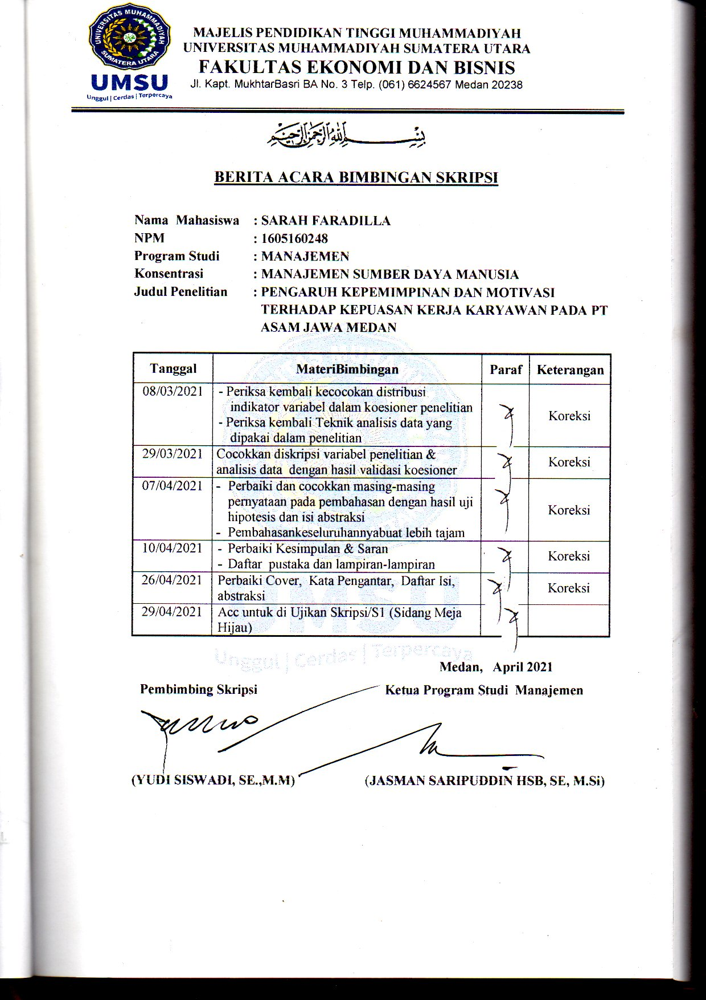 UNIVERSITAS MUHAMMADIYAH
SUMATERA UTARA
UMSU
Unggul | Cerdas | Terpercaya
MAJELIS PENDIDIKAN TINGGI MUHAMMADIYAH
UNIVERSITAS MUHAMMADIYAH SUMATERA UTARA
FAKULTAS EKONOMI DAN BISNIS
Jl. Kapt. MukhtarBasri BA No. 3 Telp. (061) 6624567 Medan 20238
بسم الله الرحمن الرحيم
BERITA ACARA BIMBINGAN SKRIPSI
Nama Mahasiswa : SARAH FARADILLA
NPM : 1605160248
Program Studi : MANAJEMEN
Konsentrasi : MANAJEMEN SUMBER DAYA MANUSIA
Judul Penelitian : PENGARUH KEPEMIMPINAN DAN MOTIVASI
TERHADAP KEPUASAN KERJA KARYAWAN PADA PT
ASAM JAWA MEDAN
Tanggal MateriBimbingan Paraf Keterangan
08/03/2021 - Periksa kembali kecocokan distribusi
indikator variabel dalam koesioner penelitian
- Periksa kembali Teknik analisis data yang
dipakai dalam penelitian
Koreksi
29/03/2021 Cocokkan diskripsi variabel penelitian &
analisis data dengan hasil validasi koesioner
Koreksi
07/04/2021 - Perbaiki dan cocokkan masing-masing
pernyataan pada pembahasan dengan hasil uji
hipotesis dan isi abstraksi
- Pembahasankeseluruhannyabuat lebih tajam
Koreksi
10/04/2021 - Perbaiki Kesimpulan & Saran
- Daftar pustaka dan lampiran-lampiran
Koreksi
26/04/2021 Perbaiki Cover, Kata Pengantar, Daftar Isi,
abstraksi
Koreksi
29/04/2021 Acc untuk di Ujikan Skripsi/S1 (Sidang Meja
Hijau)
UMSU
Unggul | Cerdas | Terpercaya
Medan, April 2021
Pembimbing Skripsi Ketua Program Studi Manajemen
(YUDI SISWADI, SE.,M.M) (JASMAN SARIPUDDIN HSB, SE, M.Si)